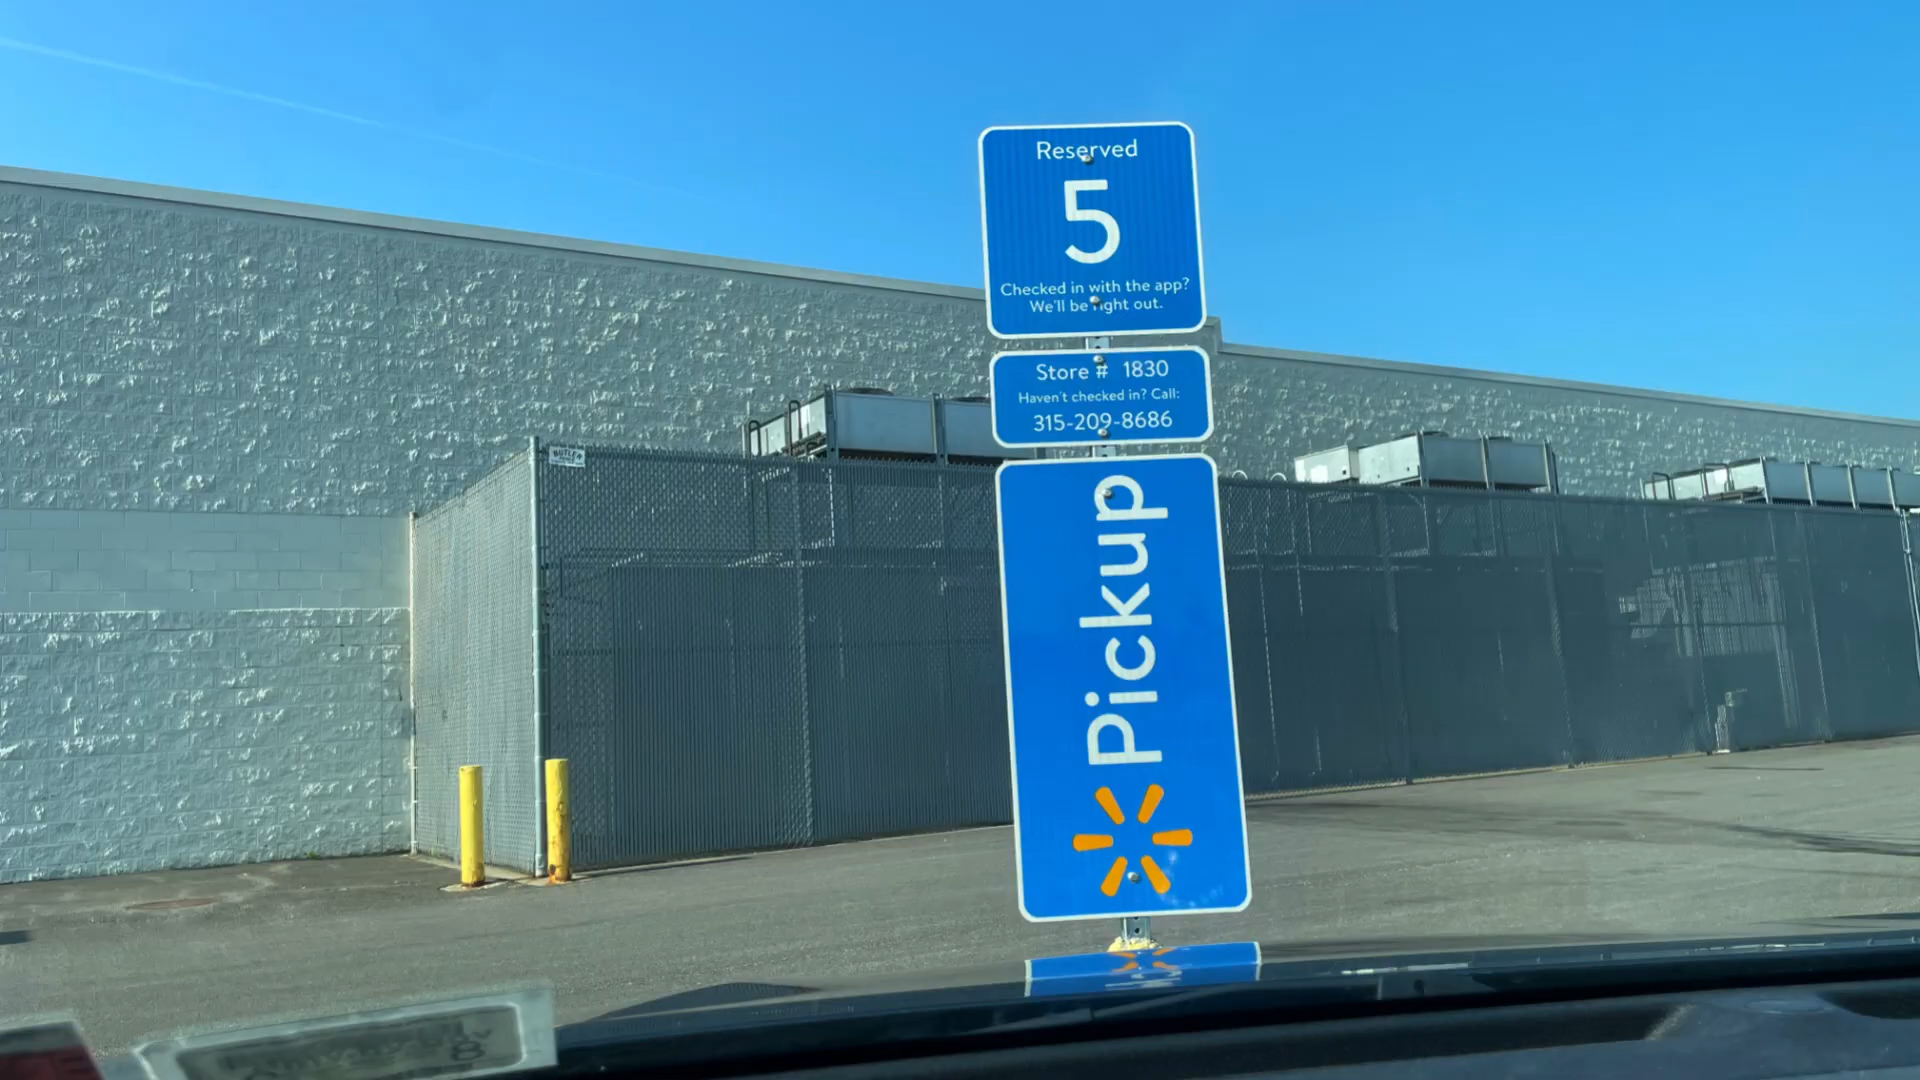 Reserved
5
Checked in with the app?
We'll be right out.
Store # 1830
Haven't checked in? Call:
315-209-8686
Pickup
BUTLER